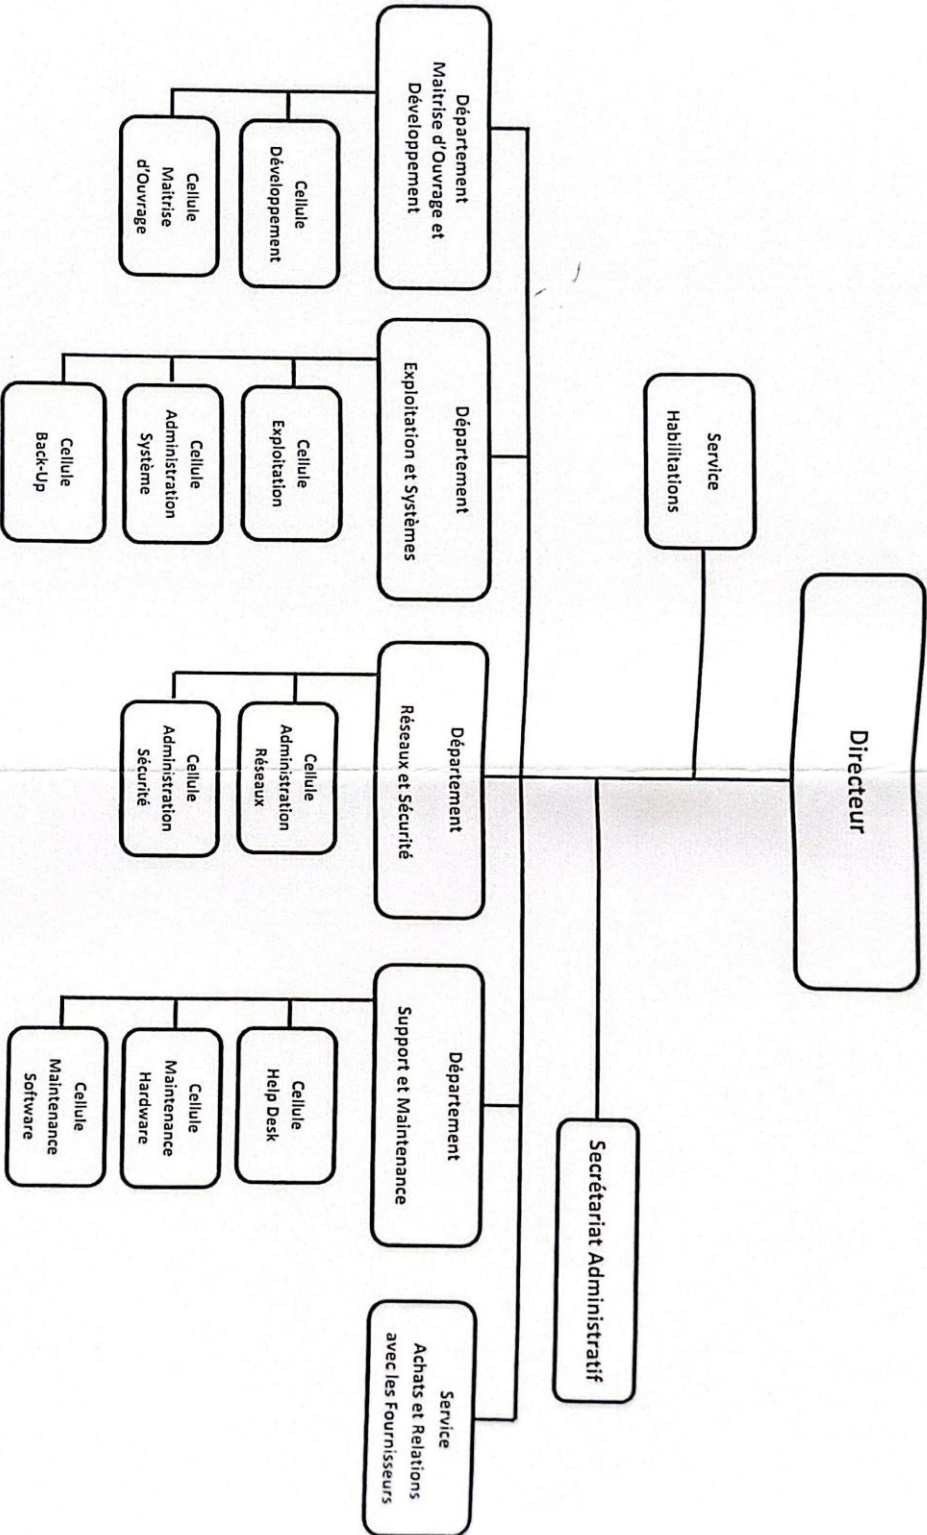 Directeur
Service
Habilitations
Secrétariat Administratif
Département
Maitrise d'Ouvrage et
Développement
Cellule
Développement
Cellule
Maitrise
d'Ouvrage
Département
Exploitation et Systèmes
Cellule
Exploitation
Cellule
Administration
Système
Cellule
Back-Up
Département
Réseaux et Sécurité
Cellule
Administration
Réseaux
Cellule
Administration
Sécurité
Département
Support et Maintenance
Cellule
Help Desk
Cellule
Maintenance
Hardware
Cellule
Maintenance
Software
Service
Achats et Relations
avec les Fournisseurs